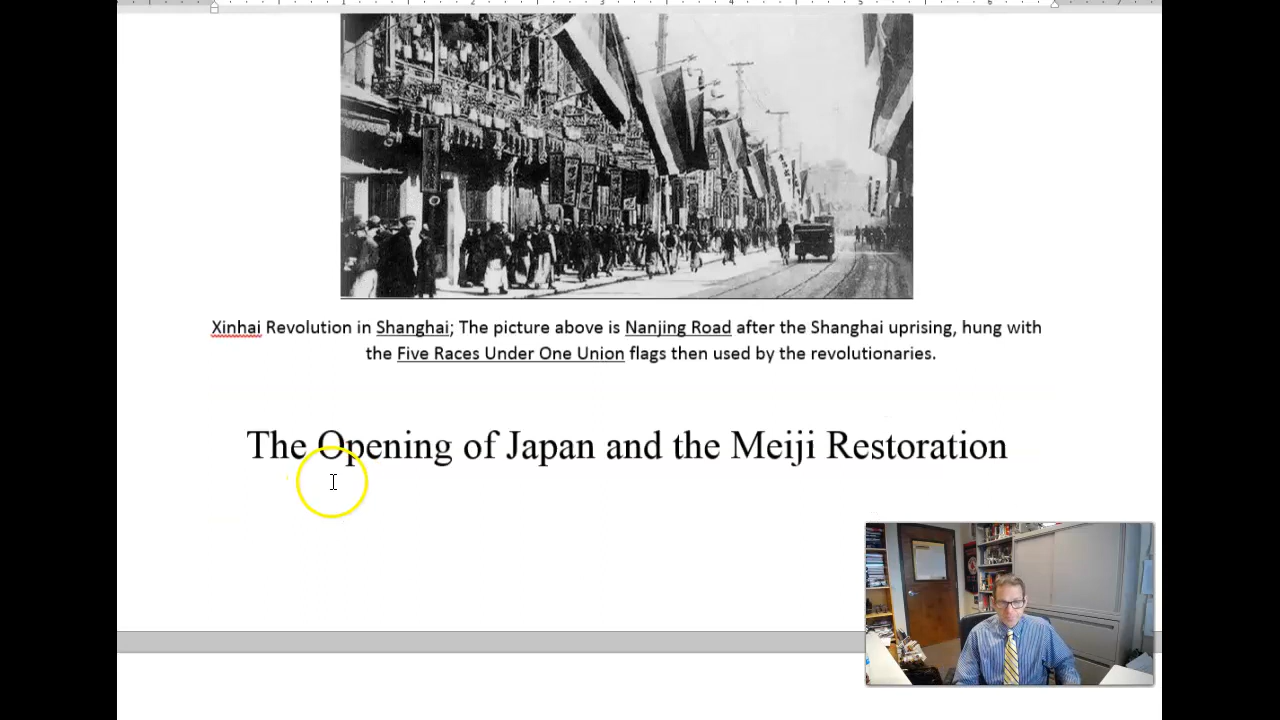 Xinhai Revolution in Shanghai; The picture above is Nanjing Road after the Shanghai uprising, hung with
the Five Races Under One Union flags then used by the revolutionaries.
The Opening of Japan and the Meiji Restoration